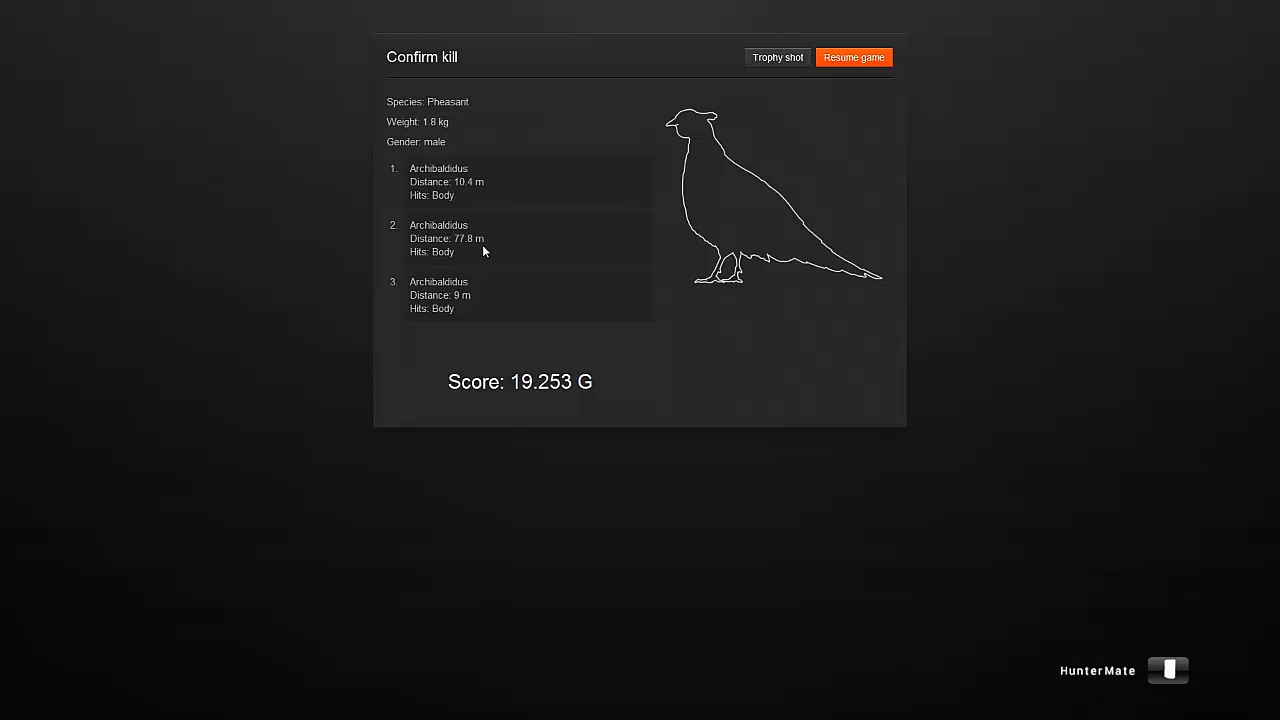 Confirm kill
Trophy shot
Resume game
Species: Pheasant
Weight: 1.8 kg
Gender: male
1. Archibaldidus
Distance: 10.4 m
Hits: Body
2. Archibaldidus
Distance: 77.8 m
Hits: Body
3. Archibaldidus
Distance: 9 m
Hits: Body
Score: 19.253 G
HunterMate